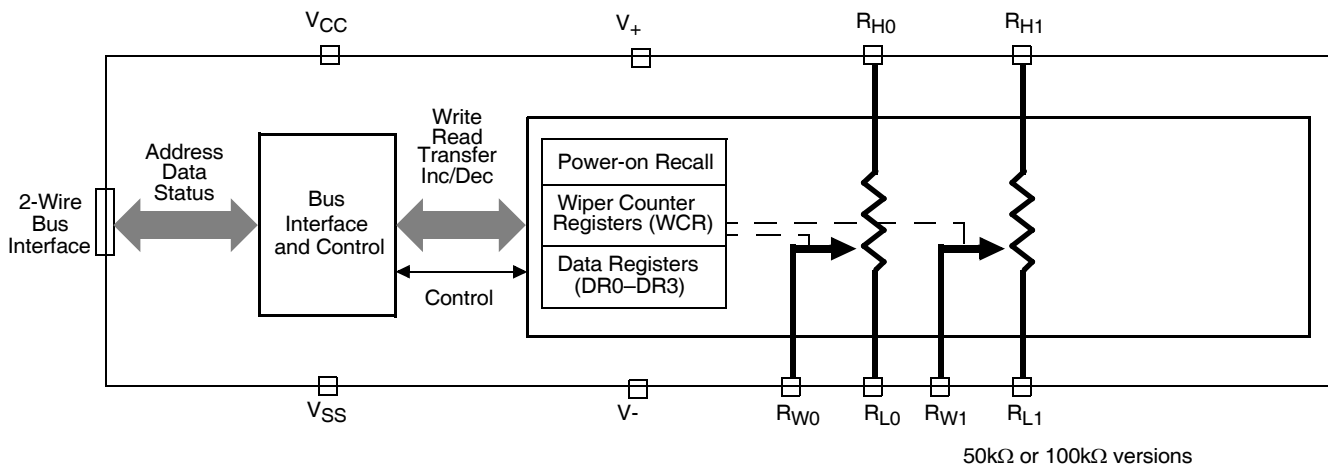 VCC
V+
RH0
RH1
2-Wire
Bus
Interface
Address
Data
Status
Bus
Interface
and Control
Write
Read
Transfer
Inc/Dec
Control
Power-on Recall
Wiper Counter
Registers (WCR)
Data Registers
(DR0–DR3)
VSS
V-
RW0
RL0
RW1
RL1
50kΩ or 100kΩ versions